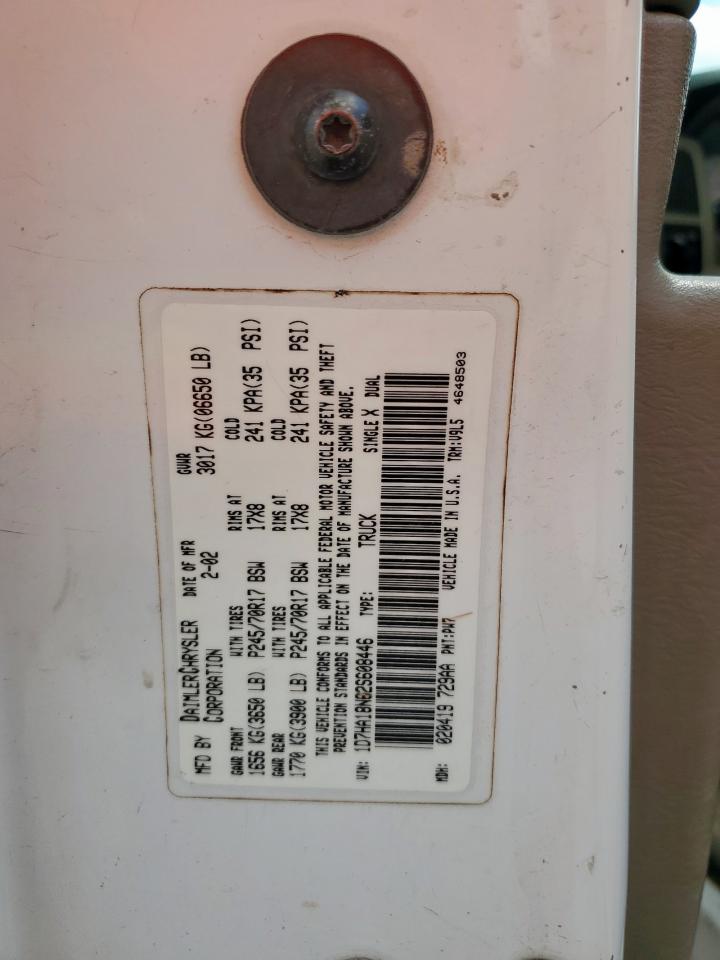 MFD BY DAIMLERCHRYSLER CORPORATION DATE OF MFR 2-02 GVWR 3017 KG(06650 LB)
GAWR FRONT WITH TIRES RIMS AT COLD
1656 KG(3650 LB) P245/70R17 BSW 17X8 241 KPA(35 PSI)
GAWR REAR WITH TIRES RIMS AT COLD
1770 KG(3900 LB) P245/70R17 BSW 17X8 241 KPA(35 PSI)
THIS VEHICLE CONFORMS TO ALL APPLICABLE FEDERAL MOTOR VEHICLE SAFETY AND THEFT
PREVENTION STANDARDS IN EFFECT ON THE DATE OF MANUFACTURE SHOWN ABOVE.
VIN: 1D7HA18N62S608446 TYPE: TRUCK SINGLE X DUAL
MDH: 020419 729AA PNT:PW7 VEHICLE MADE IN U.S.A. TRM:V9L5 4648503